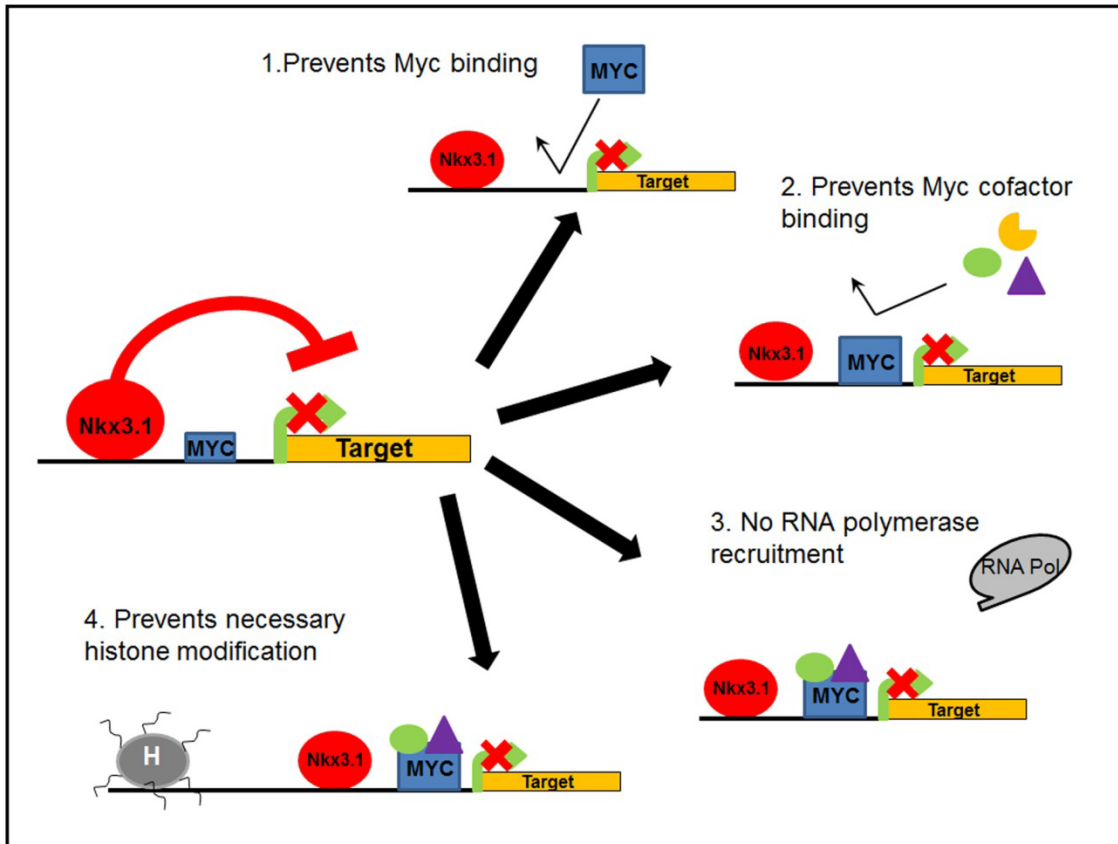 1.Prevents Myc binding
MYC
Nkx3.1
Target
2. Prevents Myc cofactor
binding
Nkx3.1
MYC
Target
Nkx3.1
MYC
Target
3. No RNA polymerase
recruitment
RNA Pol
Nkx3.1
MYC
Target
4. Prevents necessary
histone modification
H
Nkx3.1
MYC
Target